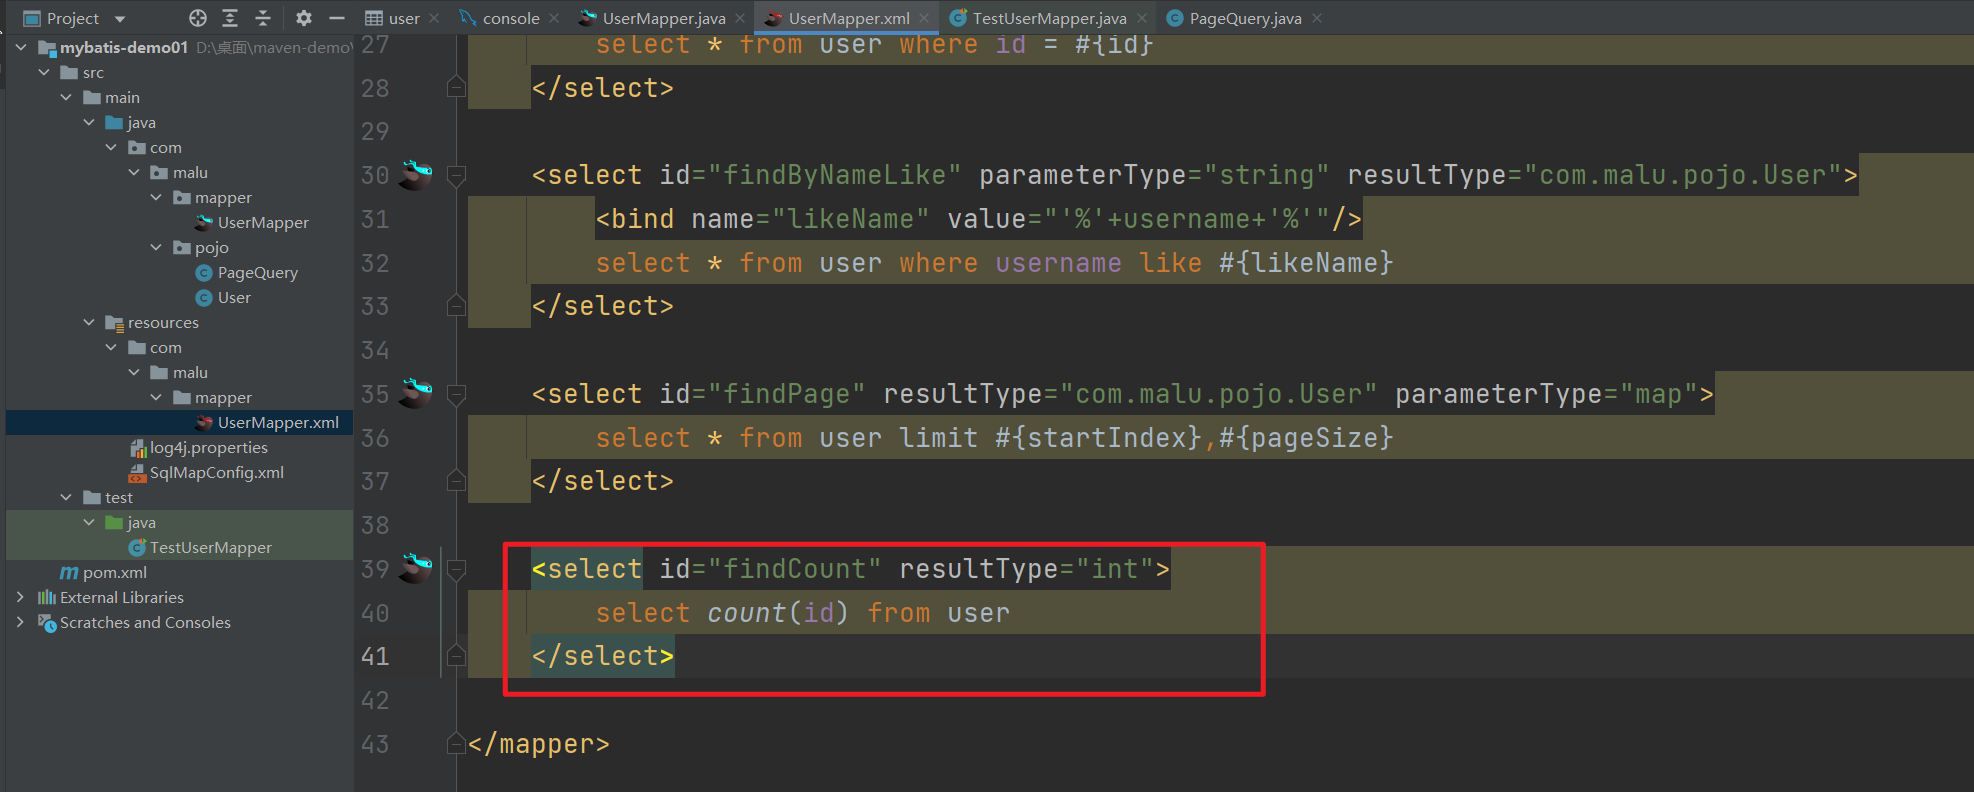 Project
user
console
UserMapper.java
UserMapper.xml
TestUserMapper.java
PageQuery.java
mybatis-demo01 D:\桌面\maven-demo\
src
main
java
com
malu
mapper
UserMapper
pojo
PageQuery
User
resources
com
malu
mapper
UserMapper.xml
log4j.properties
SqlMapConfig.xml
test
java
TestUserMapper
pom.xml
External Libraries
Scratches and Consoles
27 select * from user where id = #{id}
28 </select>
29
30 <select id="findByNameLike" parameterType="string" resultType="com.malu.pojo.User">
31 <bind name="likeName" value="'%'+username+'%'"/>
32 select * from user where username like #{likeName}
33 </select>
34
35 <select id="findPage" resultType="com.malu.pojo.User" parameterType="map">
36 select * from user limit #{startIndex},#{pageSize}
37 </select>
38
39 <select id="findCount" resultType="int">
40 select count(id) from user
41 </select>
42
43 </mapper>